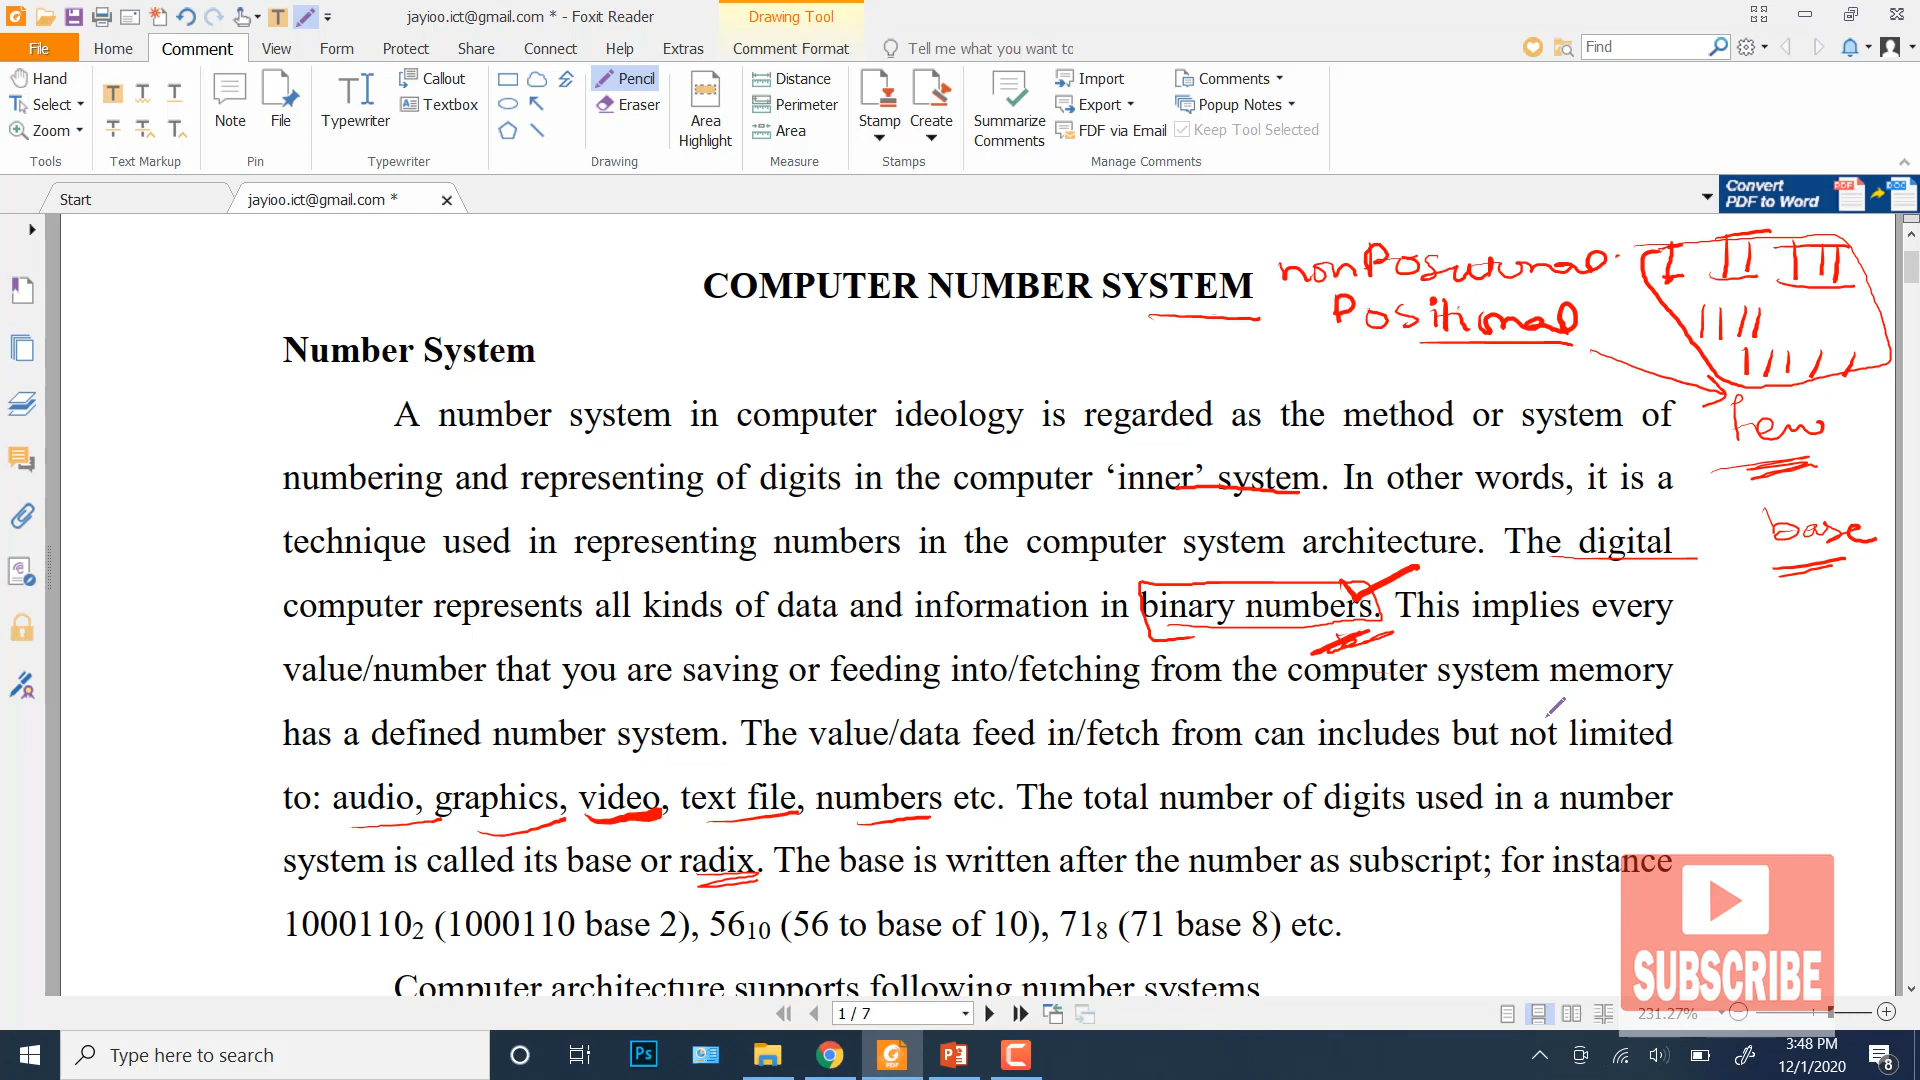 jayioo.ict@gmail.com * - Foxit Reader
Drawing Tool
File Home Comment View Form Protect Share Connect Help Extras Comment Format Tell me what you want to
Find
Hand
Select
Zoom
Tools
Text Markup
Note
File
Pin
Typewriter
Callout
Textbox
Typewriter
Pencil
Eraser
Drawing
Area
Highlight
Distance
Perimeter
Area
Measure
Stamp
Create
Stamps
Summarize
Comments
Import
Export
FDF via Email
Comments
Popup Notes
Keep Tool Selected
Manage Comments
Start
jayioo.ict@gmail.com *
Convert
PDF to Word
PDF
DOC
COMPUTER NUMBER SYSTEM
Positional
base
Number System
A number system in computer ideology is regarded as the method or system of
numbering and representing of digits in the computer ‘inner’ system. In other words, it is a
technique used in representing numbers in the computer system architecture. The digital
computer represents all kinds of data and information in binary numbers. This implies every
value/number that you are saving or feeding into/fetching from the computer system memory
has a defined number system. The value/data feed in/fetch from can includes but not limited
to: audio, graphics, video, text file, numbers etc. The total number of digits used in a number
system is called its base or radix. The base is written after the number as subscript; for instance
1000110₂ (1000110 base 2), 56₁₀ (56 to base of 10), 71₈ (71 base 8) etc.
Computer architecture supports following number systems
SUBSCRIBE
1 / 7
231.27%
Type here to search
Ps
3:48 PM
12/1/2020
8